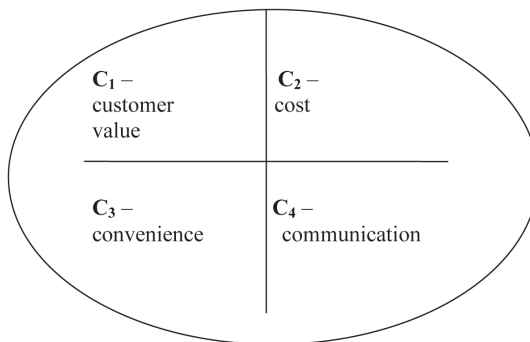 C₁ –
customer
value
C₂ –
cost
C₃ –
convenience
C₄ –
communication